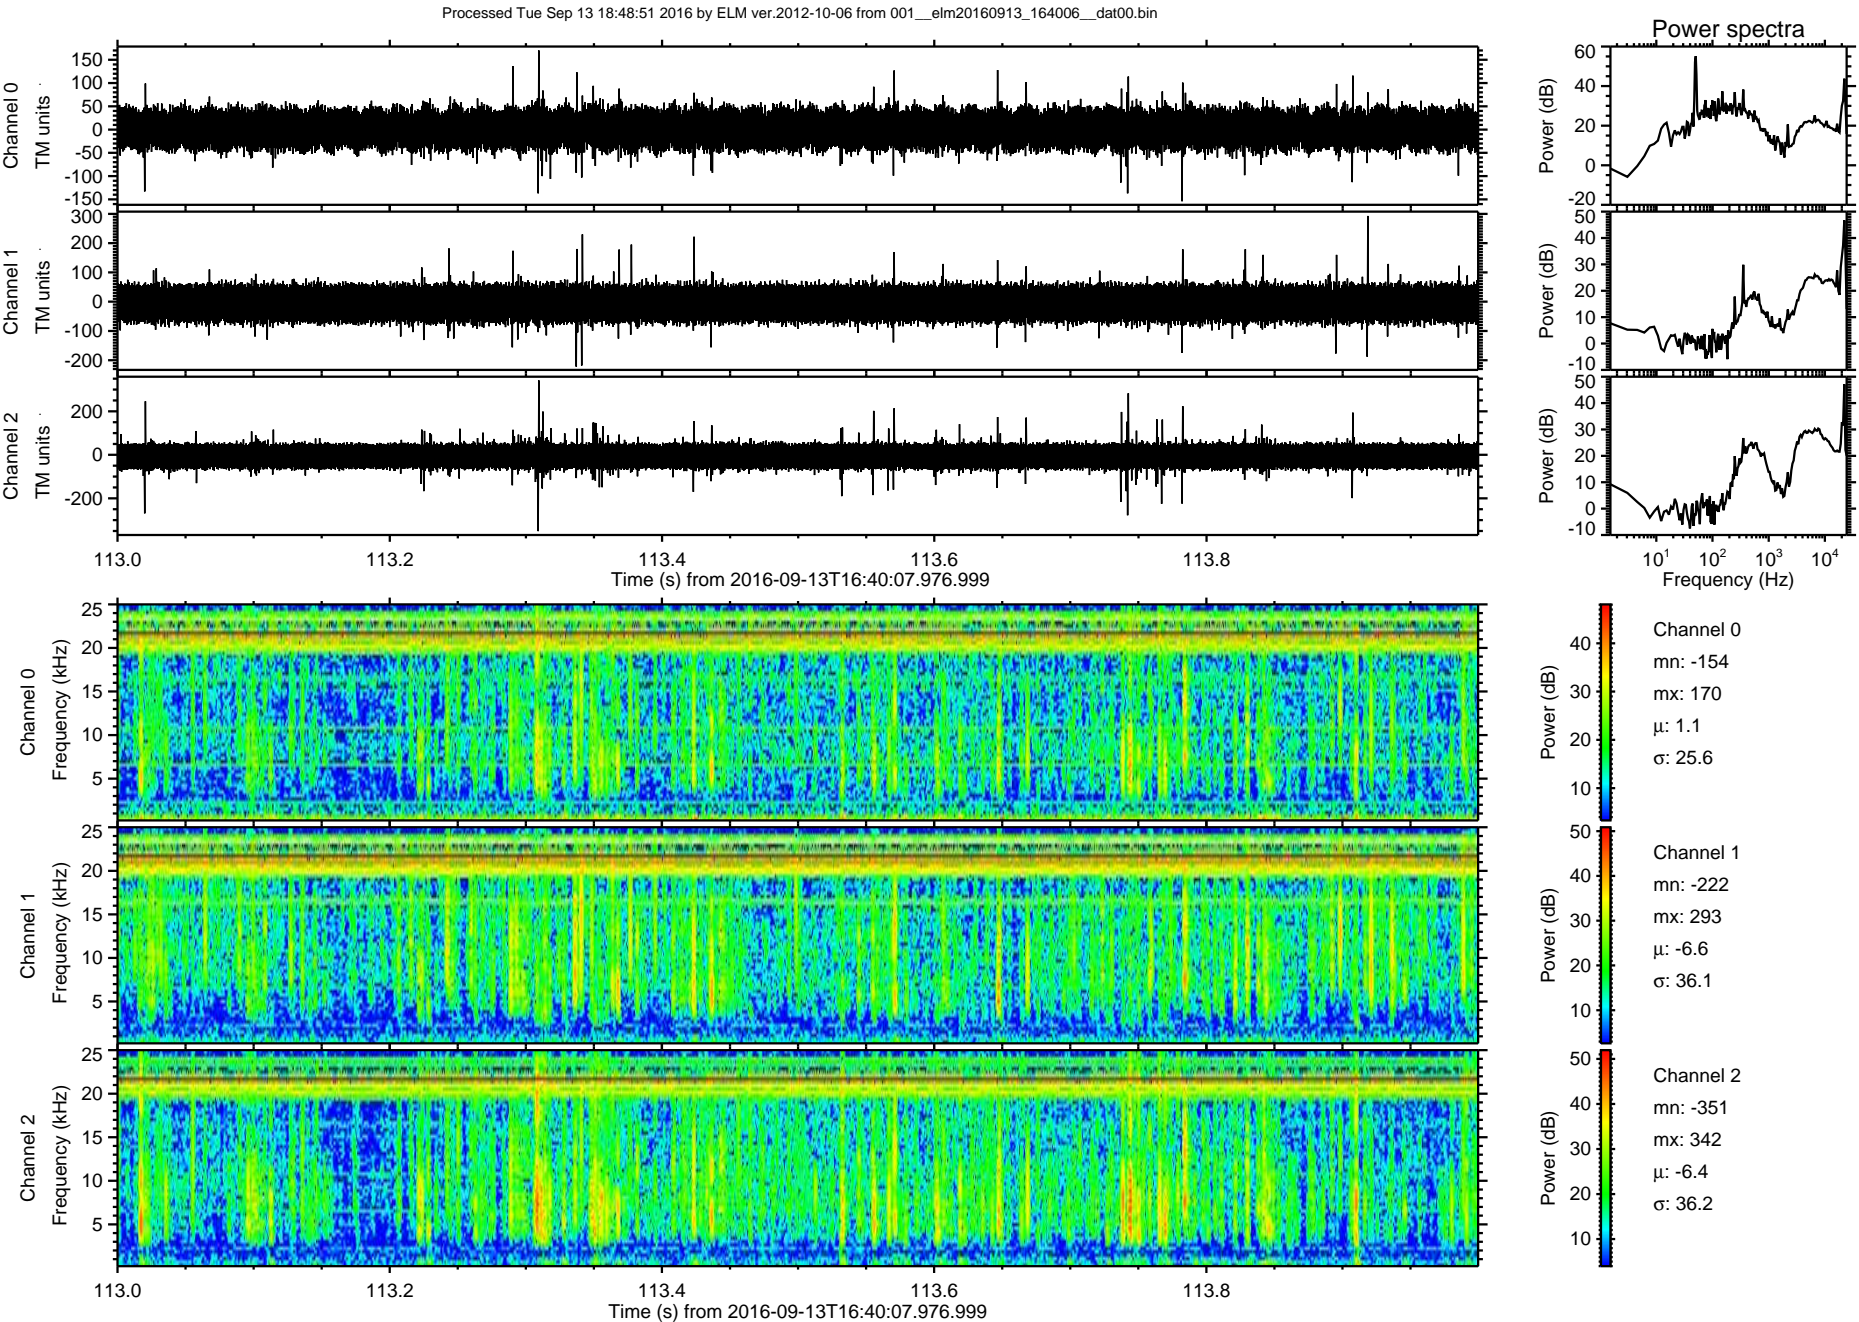 Processed Tue Sep 13 18:48:51 2016 by ELM ver.2012-10-06 from 001__elm20160913_164006__dat00.bin
Power spectra
Channel 0
TM units
150
100
50
0
-50
-100
-150
Power (dB)
60
40
20
0
-20
Channel 1
TM units
300
200
100
0
-100
-200
Power (dB)
50
40
30
20
10
0
-10
Channel 2
TM units
200
0
-200
Power (dB)
50
40
30
20
10
0
-10
113.0 113.2 113.4 113.6 113.8
Time (s) from 2016-09-13T16:40:07.976.999
10¹ 10² 10³ 10⁴
Frequency (Hz)
Channel 0
Frequency (kHz)
25
20
15
10
5
Power (dB)
40
30
20
10
Channel 0
mn: -154
mx: 170
μ: 1.1
σ: 25.6
Channel 1
Frequency (kHz)
25
20
15
10
5
Power (dB)
50
40
30
20
10
Channel 1
mn: -222
mx: 293
μ: -6.6
σ: 36.1
Channel 2
Frequency (kHz)
25
20
15
10
5
Power (dB)
50
40
30
20
10
Channel 2
mn: -351
mx: 342
μ: -6.4
σ: 36.2
113.0 113.2 113.4 113.6 113.8
Time (s) from 2016-09-13T16:40:07.976.999